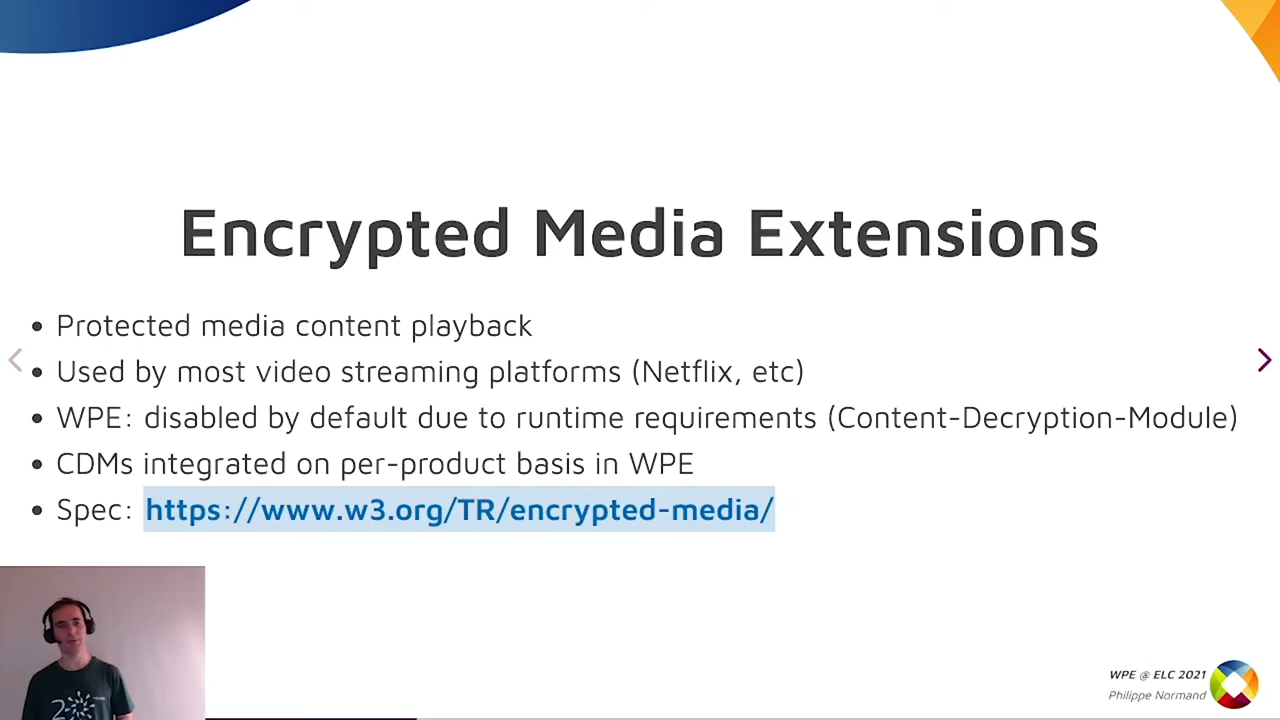 Encrypted Media Extensions
Protected media content playback
Used by most video streaming platforms (Netflix, etc)
WPE: disabled by default due to runtime requirements (Content-Decryption-Module)
CDMs integrated on per-product basis in WPE
Spec: https://www.w3.org/TR/encrypted-media/
20
WPE @ ELC 2021
Philippe Normand